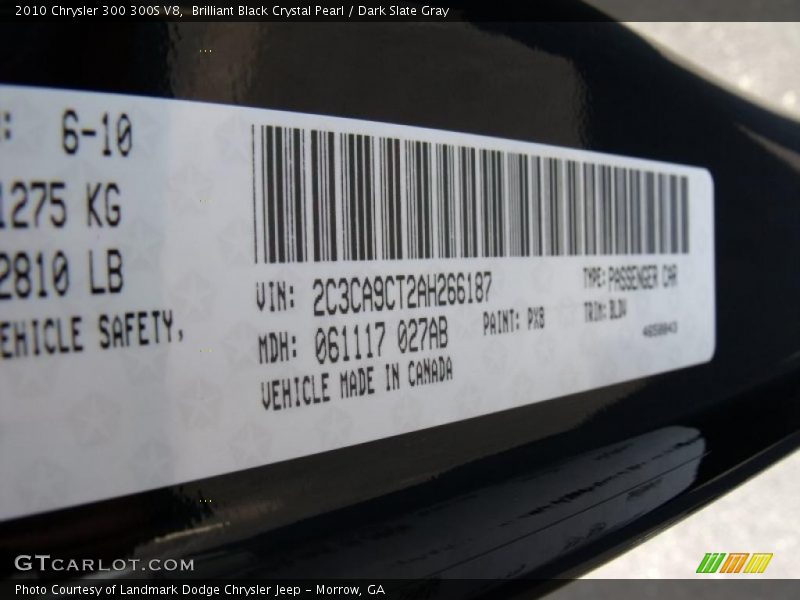 2010 Chrysler 300 300S V8,  Brilliant Black Crystal Pearl / Dark Slate Gray
6-10
1275 KG
2810 LB
EHICLE SAFETY,
VIN: 2C3CA9CT2AH266187
TYPE: PASSENGER CAR
MDH: 061117 027AB
PAINT: PX8
TRIM: BLDV
VEHICLE MADE IN CANADA
GTCARLOT.COM
Photo Courtesy of Landmark Dodge Chrysler Jeep - Morrow, GA